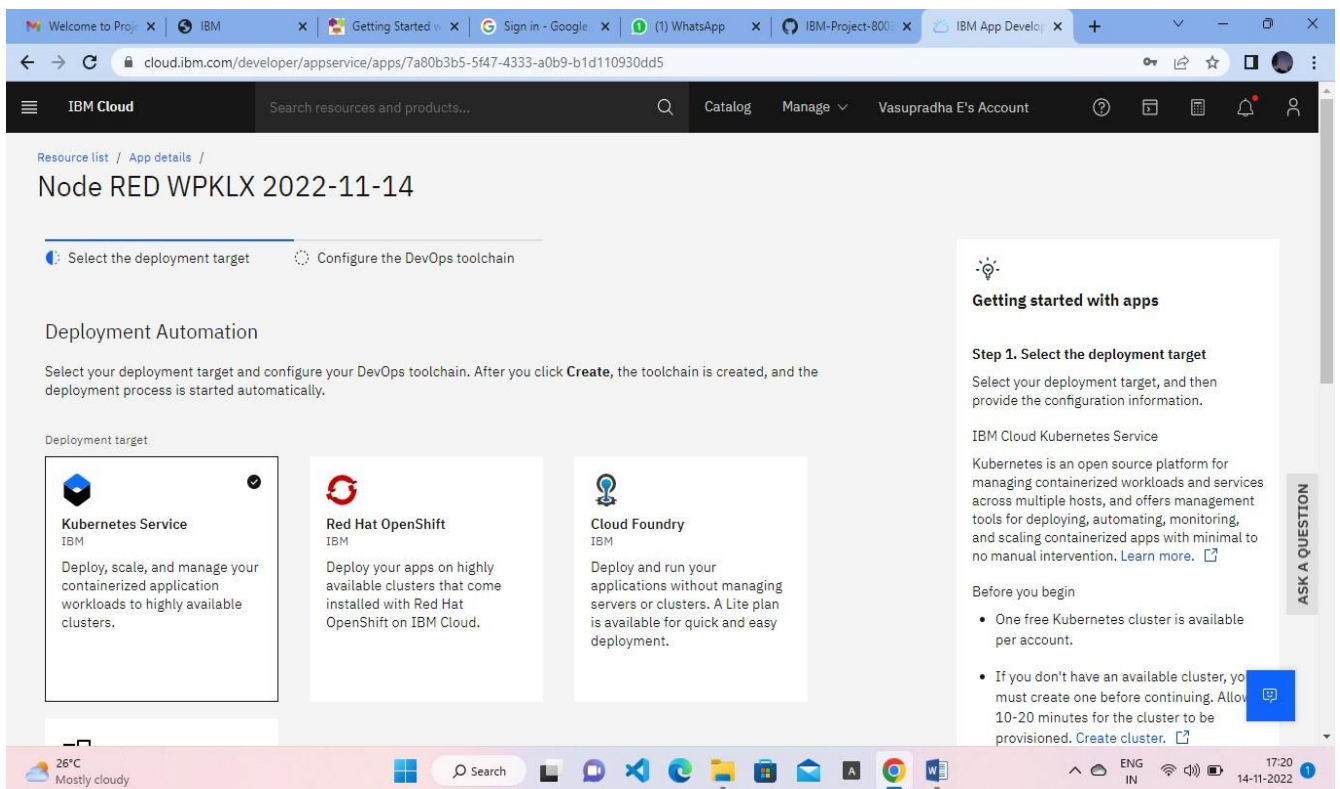 Welcome to Proj
IBM
Getting Started w
Sign in - Google
(1) WhatsApp
IBM-Project-800
IBM App Develop
cloud.ibm.com/developer/appservice/apps/7a80b3b5-5f47-4333-a0b9-b1d110930dd5
IBM Cloud
Search resources and products...
Catalog
Manage
Vasupradha E's Account
Resource list / App details /
Node RED WPKLX 2022-11-14
Select the deployment target
Configure the DevOps toolchain
Deployment Automation
Select your deployment target and configure your DevOps toolchain. After you click Create, the toolchain is created, and the
deployment process is started automatically.
Deployment target
Kubernetes Service
IBM
Deploy, scale, and manage your
containerized application
workloads to highly available
clusters.
Red Hat OpenShift
IBM
Deploy your apps on highly
available clusters that come
installed with Red Hat
OpenShift on IBM Cloud.
Cloud Foundry
IBM
Deploy and run your
applications without managing
servers or clusters. A Lite plan
is available for quick and easy
deployment.
Getting started with apps
Step 1. Select the deployment target
Select your deployment target, and then
provide the configuration information.
IBM Cloud Kubernetes Service
Kubernetes is an open source platform for
managing containerized workloads and services
across multiple hosts, and offers management
tools for deploying, automating, monitoring,
and scaling containerized apps with minimal to
no manual intervention. Learn more.
Before you begin
• One free Kubernetes cluster is available
per account.
• If you don't have an available cluster, yo
must create one before continuing. Allow
10-20 minutes for the cluster to be
provisioned. Create cluster.
ASK A QUESTION
26°C
Mostly cloudy
Search
A
ENG
IN
17:20
14-11-2022
1